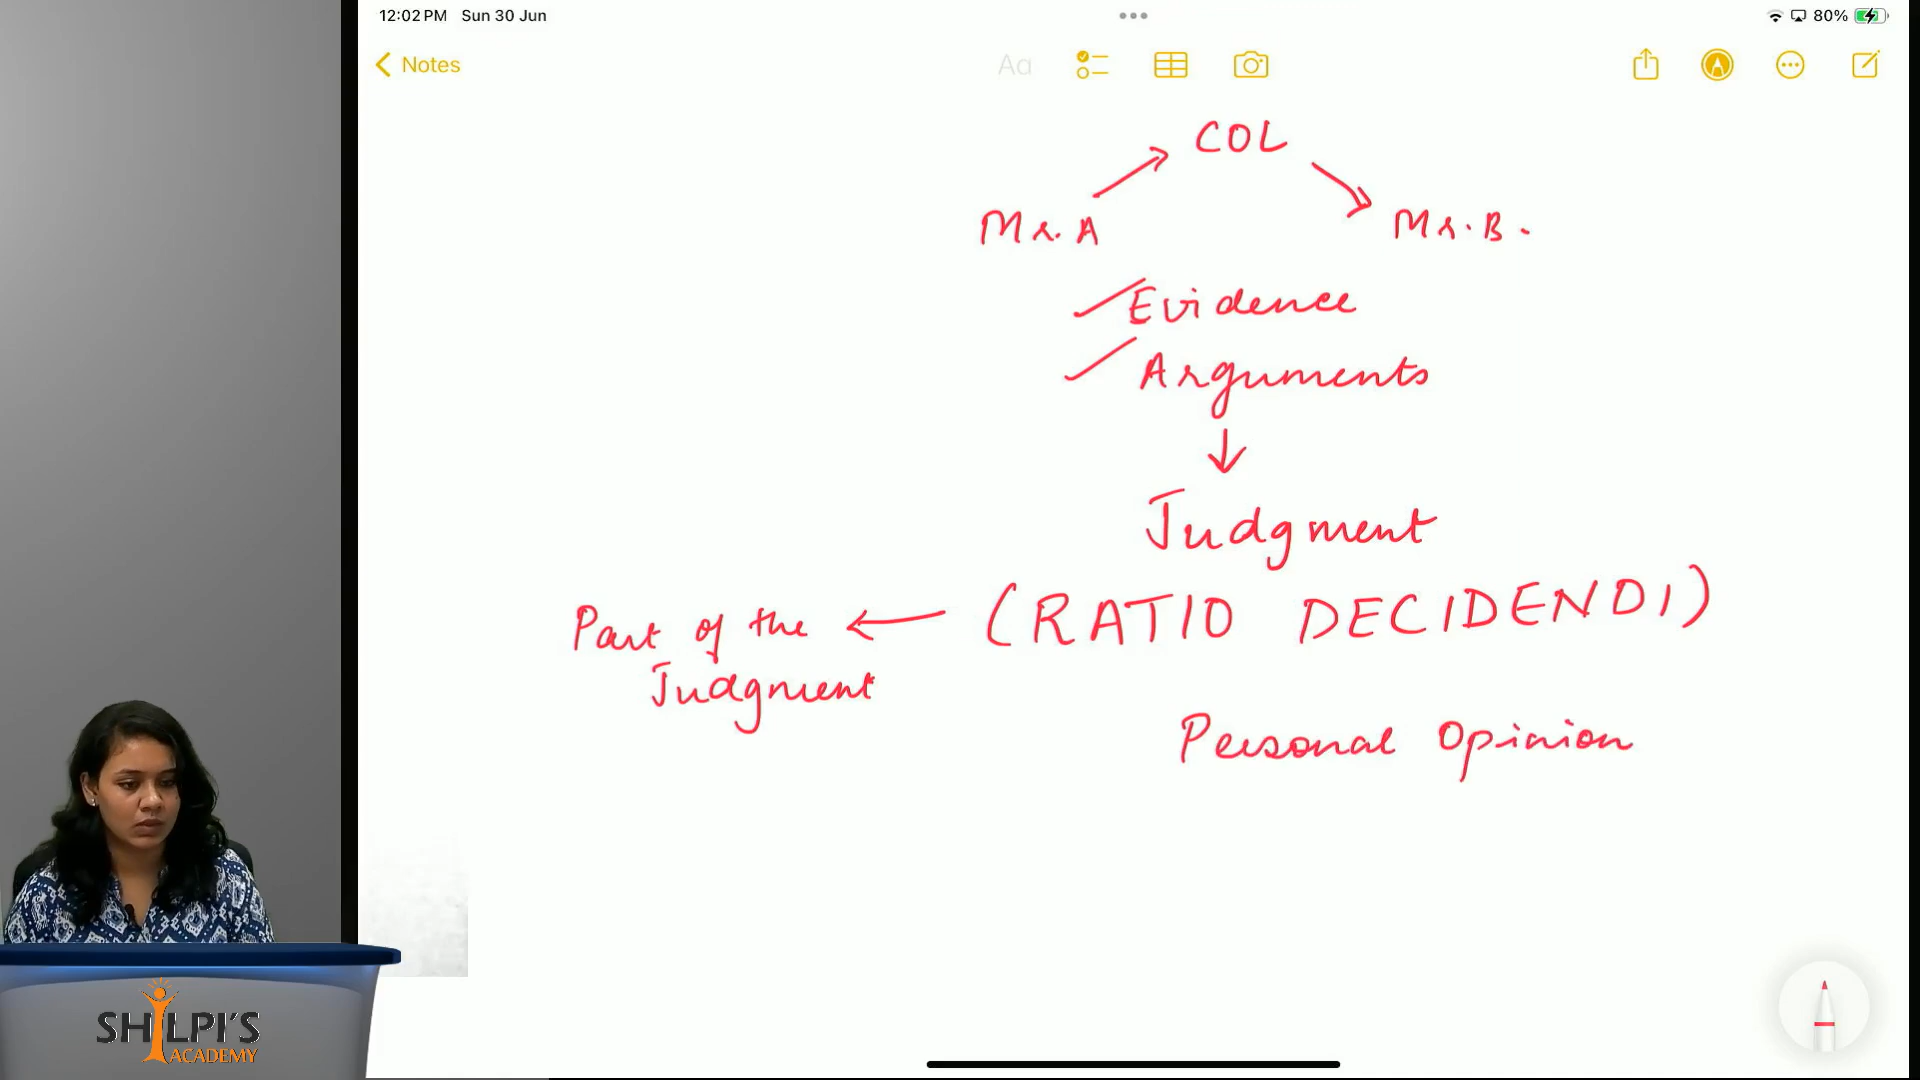 12:02 PM Sun 30 Jun
80%
Notes
Aa
COL
Mr. A
Mr. B.
Evidence
Arguments
Judgment
(RATIO DECIDENDI)
Part of the
Judgment
Personal Opinion
SHILPI'S
ACADEMY